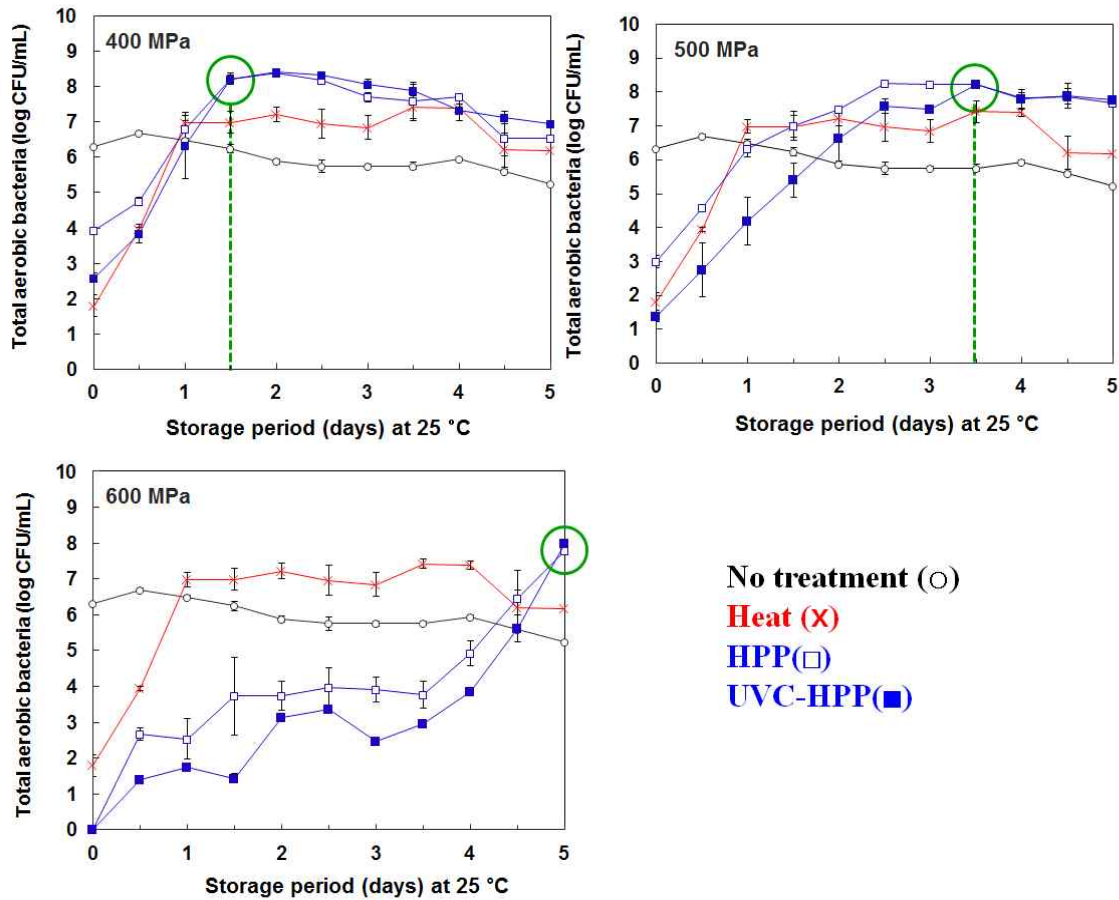 400 MPa
Total aerobic bacteria (log CFU/mL)
10
9
8
7
6
5
4
3
2
1
0
0 1 2 3 4 5
Storage period (days) at 25 °C
500 MPa
Total aerobic bacteria (log CFU/mL)
10
9
8
7
6
5
4
3
2
1
0
0 1 2 3 4 5
Storage period (days) at 25 °C
600 MPa
Total aerobic bacteria (log CFU/mL)
10
9
8
7
6
5
4
3
2
1
0
0 1 2 3 4 5
Storage period (days) at 25 °C
No treatment (○)
Heat (X)
HPP(□)
UVC-HPP(■)